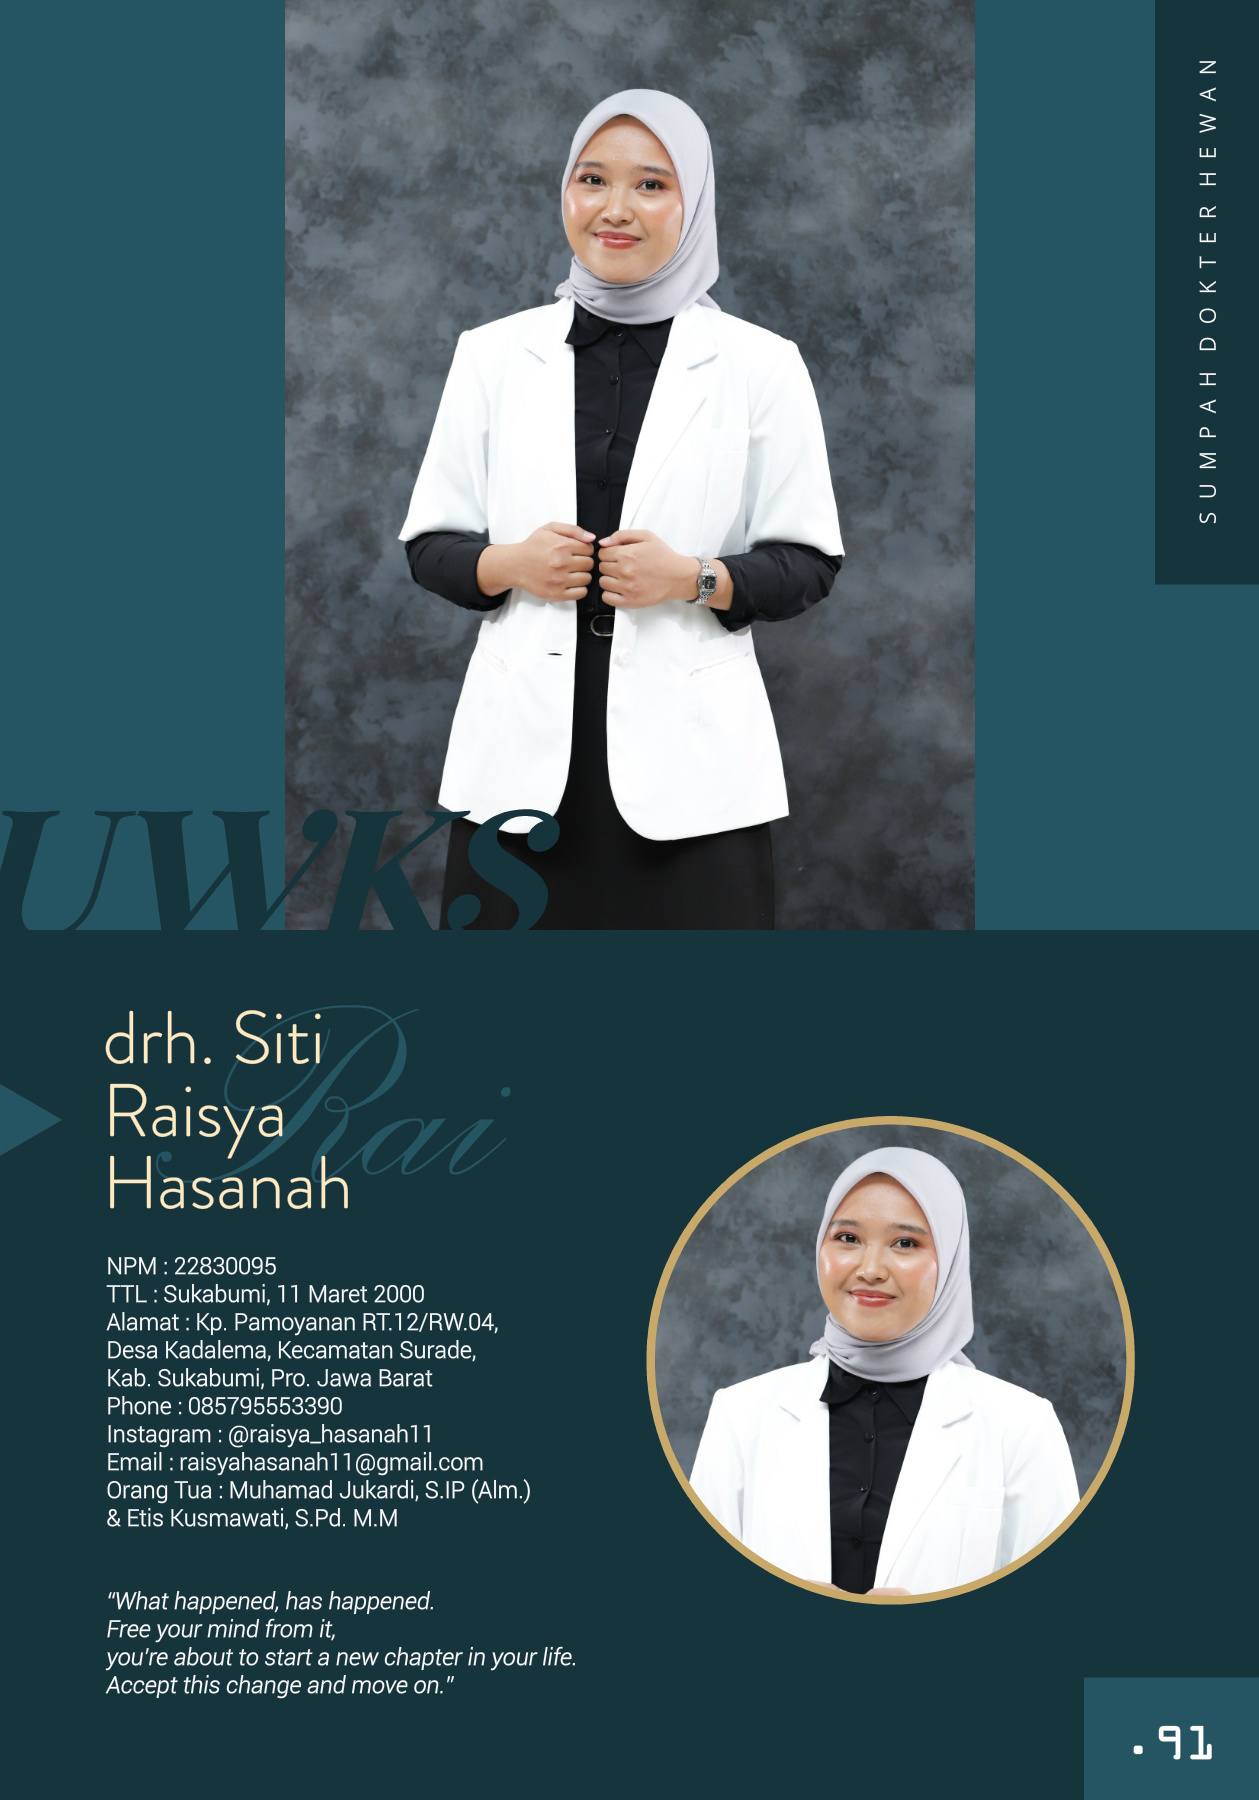 SUMPAH DOKTER HEWAN
UWKS
Rai
drh. Siti
Raisya
Hasanah
NPM : 22830095
TTL : Sukabumi, 11 Maret 2000
Alamat : Kp. Pamoyanan RT.12/RW.04,
Desa Kadalema, Kecamatan Surade,
Kab. Sukabumi, Pro. Jawa Barat
Phone : 085795553390
Instagram : @raisya_hasanah11
Email : raisyahasanah11@gmail.com
Orang Tua : Muhamad Jukardi, S.IP (Alm.)
& Etis Kusmawati, S.Pd. M.M
"What happened, has happened.
Free your mind from it,
you're about to start a new chapter in your life.
Accept this change and move on."
.91